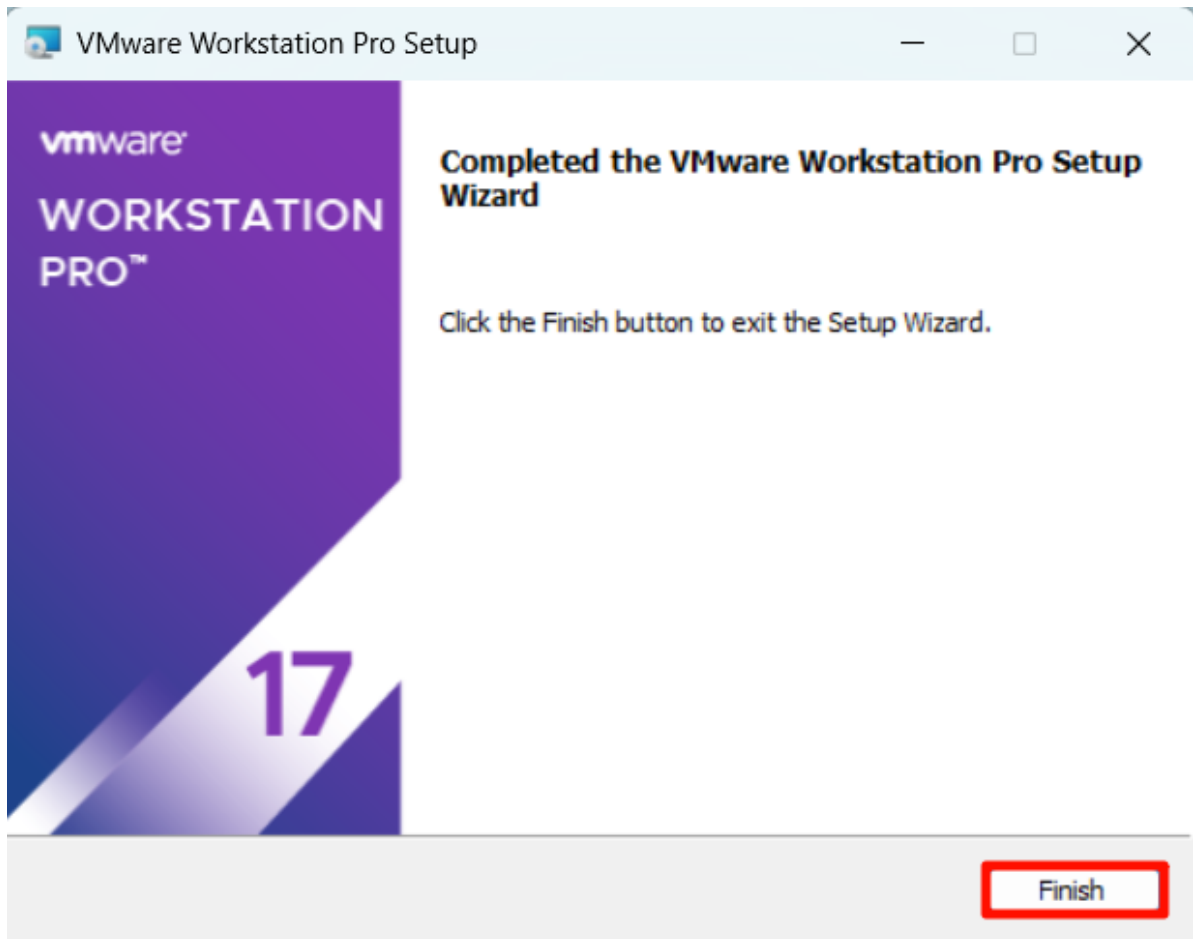 VMware Workstation Pro Setup
vmware®
WORKSTATION
PRO™
Completed the VMware Workstation Pro Setup
Wizard
Click the Finish button to exit the Setup Wizard.
17
Finish